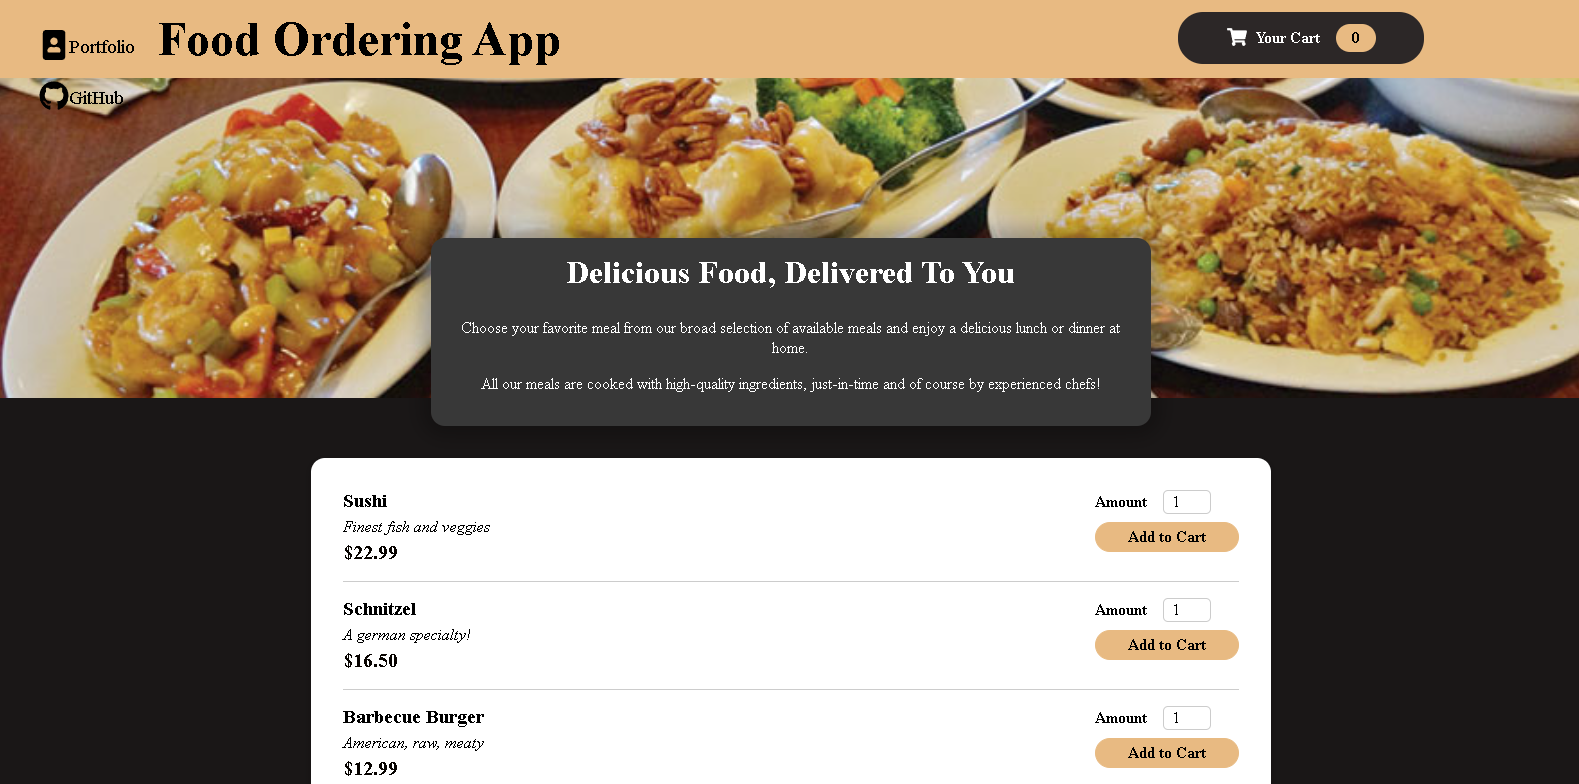 Portfolio
Food Ordering App
Your Cart 0
GitHub
Delicious Food, Delivered To You
Choose your favorite meal from our broad selection of available meals and enjoy a delicious lunch or dinner at
home.
All our meals are cooked with high-quality ingredients, just-in-time and of course by experienced chefs!
Sushi
Finest fish and veggies
$22.99
Amount 1
Add to Cart
Schnitzel
A german specialty!
$16.50
Amount 1
Add to Cart
Barbecue Burger
American, raw, meaty
$12.99
Amount 1
Add to Cart